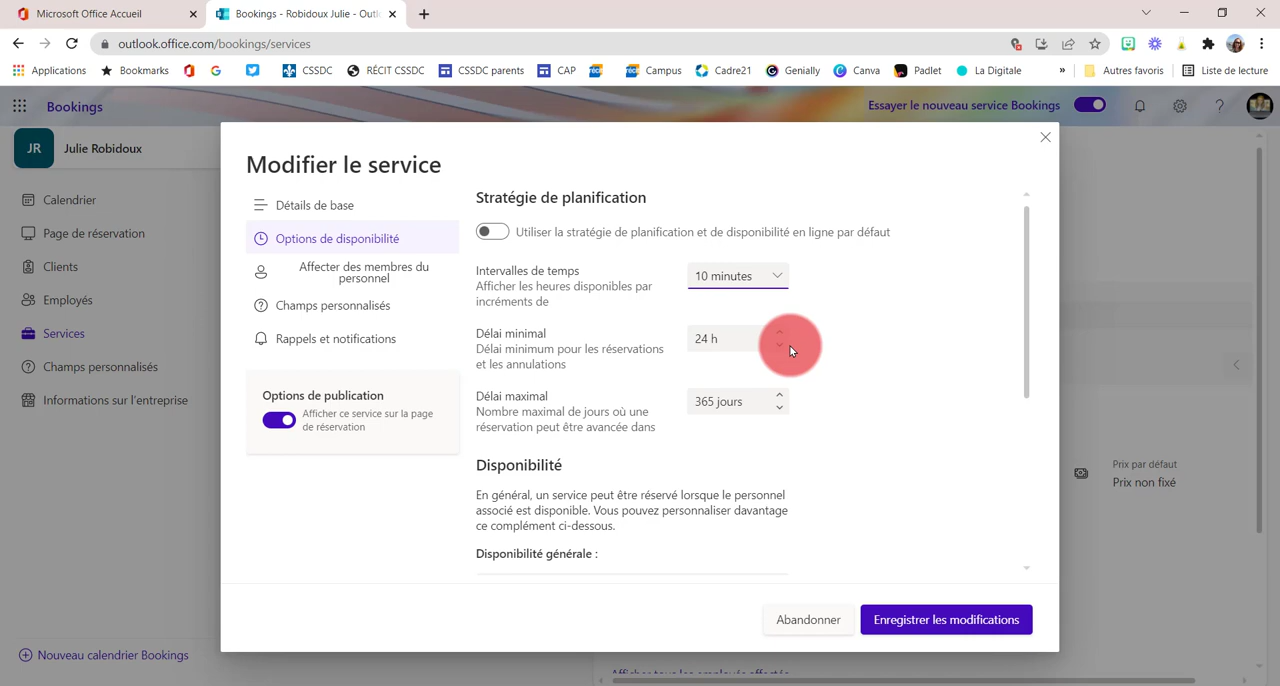 Microsoft Office Accueil
Bookings - Robidoux Julie - Outl
outlook.office.com/bookings/services
Applications
Bookmarks
CSSDC
RÉCIT CSSDC
CSSDC parents
CAP
Campus
Cadre21
Genially
Canva
Padlet
La Digitale
»
Autres favoris
Liste de lecture
Bookings
Essayer le nouveau service Bookings
JR
Julie Robidoux
Calendrier
Page de réservation
Clients
Employés
Services
Champs personnalisés
Informations sur l'entreprise
Nouveau calendrier Bookings
Modifier le service
Détails de base
Options de disponibilité
Affecter des membres du
personnel
Champs personnalisés
Rappels et notifications
Options de publication
Afficher ce service sur la page
de réservation
Stratégie de planification
Utiliser la stratégie de planification et de disponibilité en ligne par défaut
Intervalles de temps
Afficher les heures disponibles par
incréments de
10 minutes
Délai minimal
Délai minimum pour les réservations
et les annulations
24 h
Délai maximal
Nombre maximal de jours où une
réservation peut être avancée dans
365 jours
Disponibilité
En général, un service peut être réservé lorsque le personnel
associé est disponible. Vous pouvez personnaliser davantage
ce complément ci-dessous.
Disponibilité générale :
Abandonner
Enregistrer les modifications
Prix par défaut
Prix non fixé
Afficher tous les employés affectés